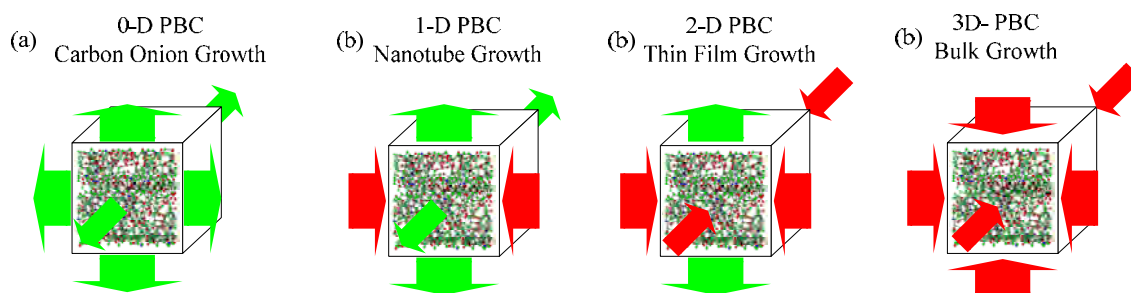 (a)
0-D PBC
Carbon Onion Growth
(b)
1-D PBC
Nanotube Growth
(b)
2-D PBC
Thin Film Growth
(b)
3D- PBC
Bulk Growth